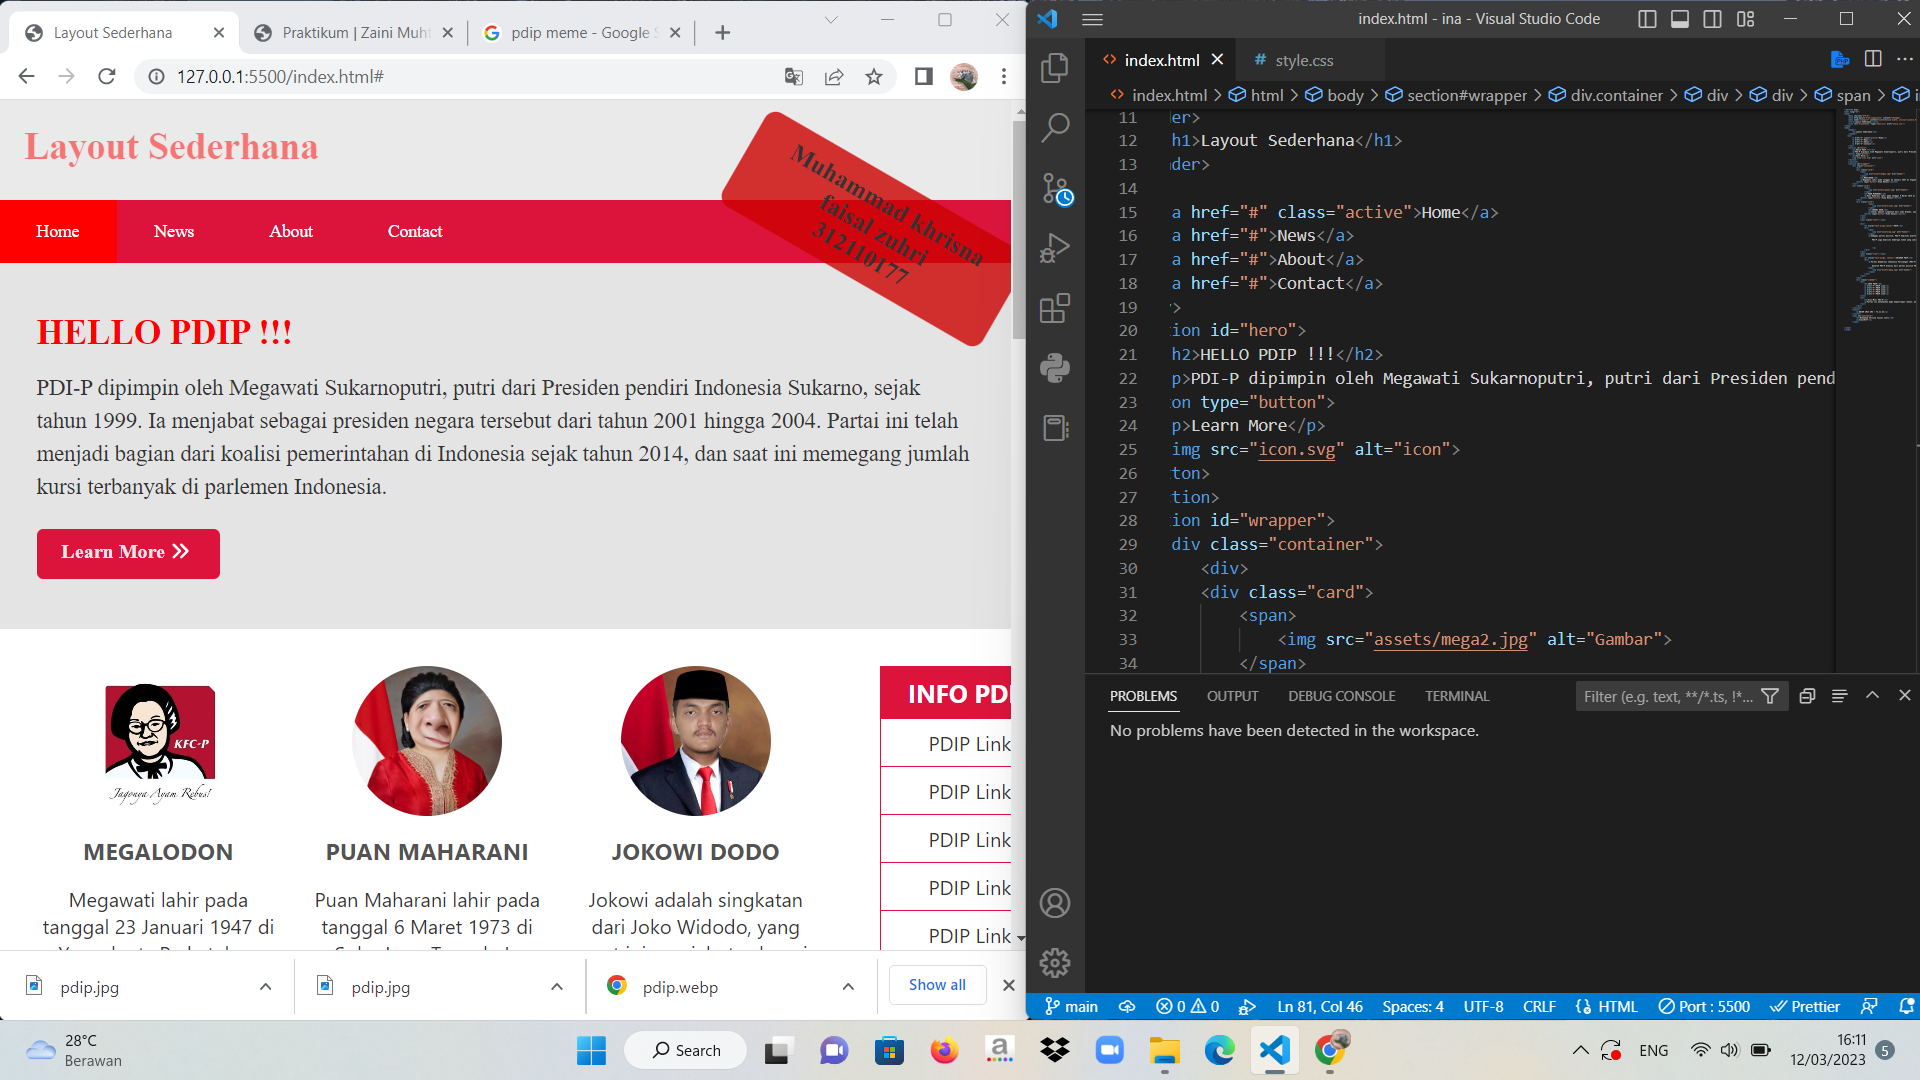 Layout Sederhana
Praktikum | Zaini Muht
pdip meme - Google S
127.0.0.1:5500/index.html#
Layout Sederhana
Muhammad khrisna
faisal zuhri
312110177
Home
News
About
Contact
HELLO PDIP !!!
PDI-P dipimpin oleh Megawati Sukarnoputri, putri dari Presiden pendiri Indonesia Sukarno, sejak
tahun 1999. Ia menjabat sebagai presiden negara tersebut dari tahun 2001 hingga 2004. Partai ini telah
menjadi bagian dari koalisi pemerintahan di Indonesia sejak tahun 2014, dan saat ini memegang jumlah
kursi terbanyak di parlemen Indonesia.
Learn More
KFC-P
Jagonya Ayam Rebus!
MEGALODON
Megawati lahir pada
tanggal 23 Januari 1947 di
PUAN MAHARANI
Puan Maharani lahir pada
tanggal 6 Maret 1973 di
JOKOWI DODO
Jokowi adalah singkatan
dari Joko Widodo, yang
INFO PDI
PDIP Link
PDIP Link
PDIP Link
PDIP Link
PDIP Link
pdip.jpg
pdip.jpg
pdip.webp
Show all
index.html - ina - Visual Studio Code
index.html
# style.css
index.html > html > body > section#wrapper > div.container > div > div > span > i
11 der>
12 h1>Layout Sederhana</h1>
13 der>
14
15 a href="#" class="active">Home</a>
16 a href="#">News</a>
17 a href="#">About</a>
18 a href="#">Contact</a>
19 >
20 ion id="hero">
21 h2>HELLO PDIP !!!</h2>
22 p>PDI-P dipimpin oleh Megawati Sukarnoputri, putri dari Presiden pend
23 on type="button">
24 p>Learn More</p>
25 img src="icon.svg" alt="icon">
26 ton>
27 tion>
28 ion id="wrapper">
29 div class="container">
30 <div>
31 <div class="card">
32 <span>
33 <img src="assets/mega2.jpg" alt="Gambar">
34 </span>
PROBLEMS
OUTPUT
DEBUG CONSOLE
TERMINAL
Filter (e.g. text, **/*.ts, !*...
No problems have been detected in the workspace.
main
0 0
Ln 81, Col 46
Spaces: 4
UTF-8
CRLF
HTML
Port : 5500
Prettier
28°C
Berawan
Search
ENG
16:11
12/03/2023
5